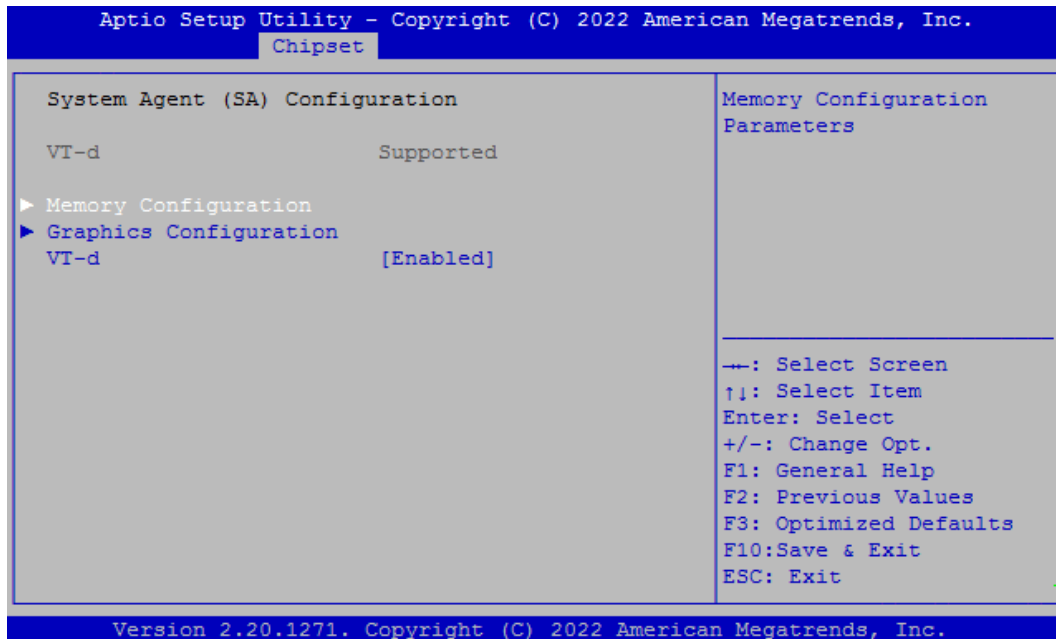 Aptio Setup Utility – Copyright (C) 2022 American Megatrends, Inc.
Chipset
System Agent (SA) Configuration
VT-d Supported
► Memory Configuration
► Graphics Configuration
VT-d [Enabled]
Memory Configuration
Parameters
→←: Select Screen
↑↓: Select Item
Enter: Select
+/-: Change Opt.
F1: General Help
F2: Previous Values
F3: Optimized Defaults
F10:Save & Exit
ESC: Exit
Version 2.20.1271. Copyright (C) 2022 American Megatrends, Inc.